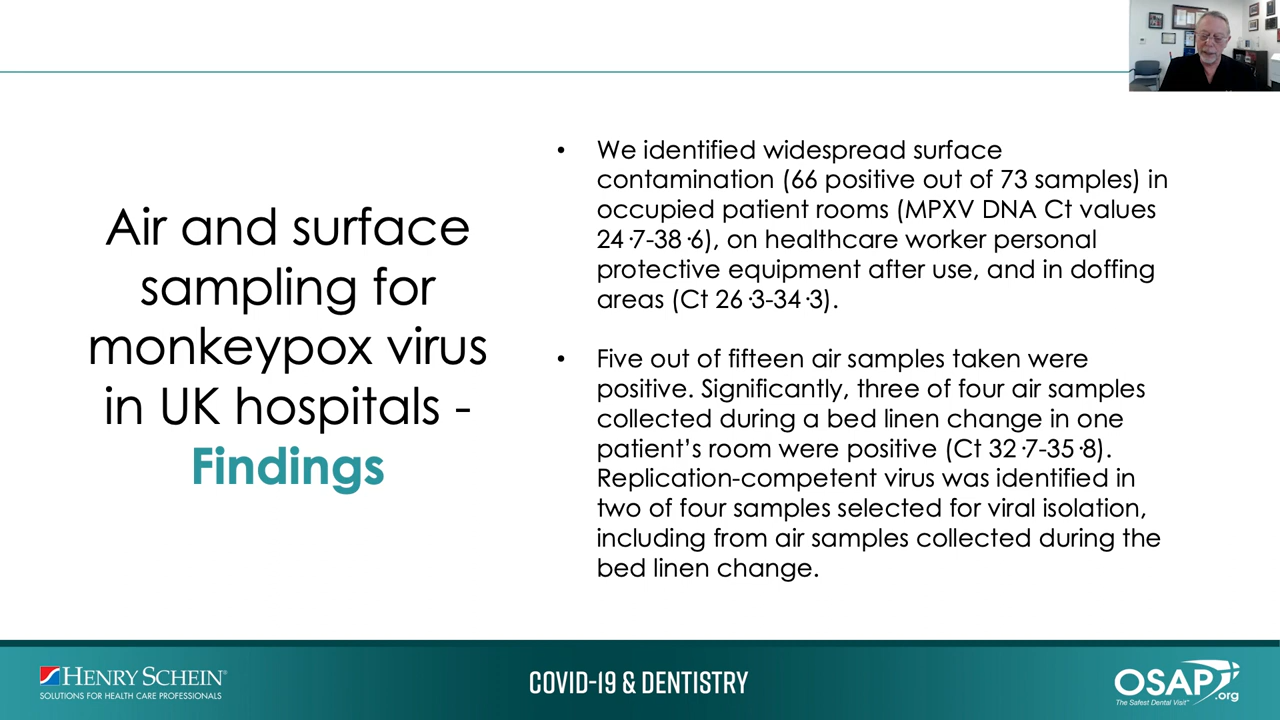 Air and surface
sampling for
monkeypox virus
in UK hospitals -
Findings
• We identified widespread surface
contamination (66 positive out of 73 samples) in
occupied patient rooms (MPXV DNA Ct values
24·7-38·6), on healthcare worker personal
protective equipment after use, and in doffing
areas (Ct 26·3-34·3).
• Five out of fifteen air samples taken were
positive. Significantly, three of four air samples
collected during a bed linen change in one
patient’s room were positive (Ct 32·7-35·8).
Replication-competent virus was identified in
two of four samples selected for viral isolation,
including from air samples collected during the
bed linen change.
HENRY SCHEIN®
SOLUTIONS FOR HEALTH CARE PROFESSIONALS
COVID-19 & DENTISTRY
OSAP.org
The Safest Dental Visit™